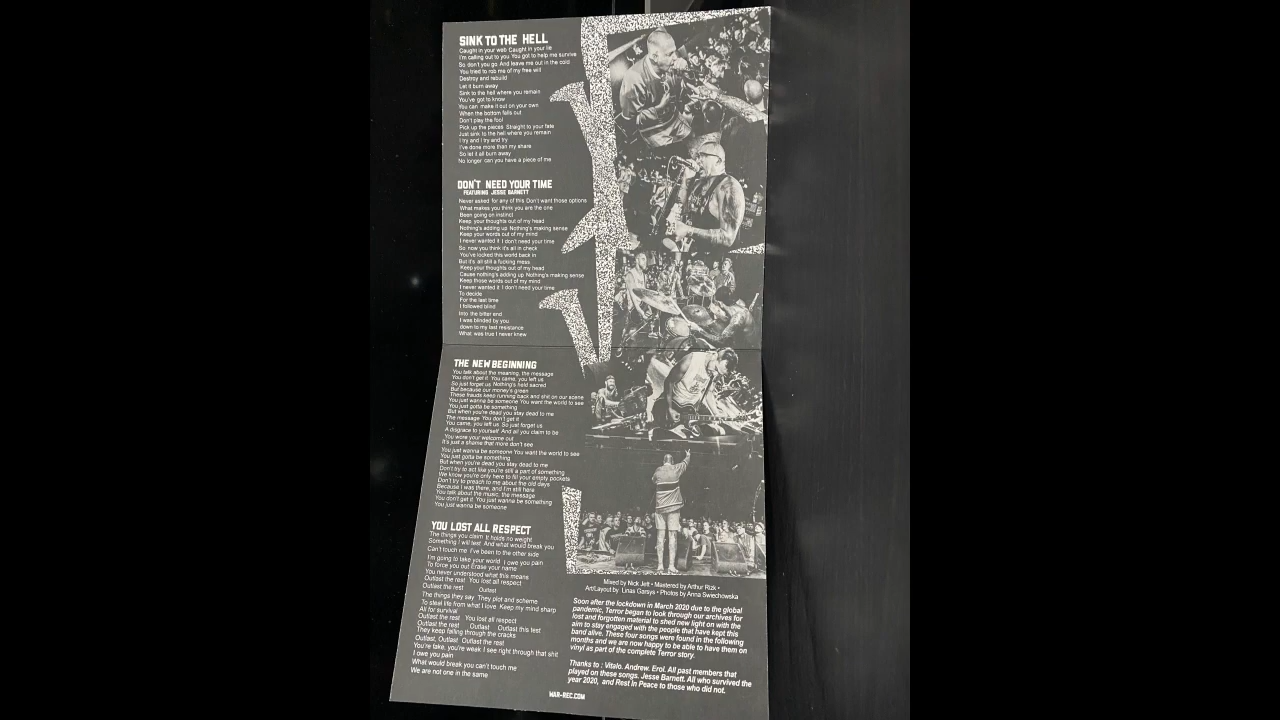 SINK TO THE HELL
Caught in your web Caught in your lie
I'm calling out to you You got to help me survive
So don't you go And leave me out in the cold
You tried to rob me of my free will
Destroy and rebuild
Let it burn away
Sink to the hell where you remain
You've got to know
You can make it out on your own
When the bottom falls out
Don't play the fool
Pick up the pieces Straight to your fate
Just sink to the hell where you remain
I try and I try and try
I've done more than my share
So let it all burn away
No longer can you have a piece of me
DON'T NEED YOUR TIME
FEATURING JESSE BARNETT
Never asked for any of this Don't want those options
What makes you think you are the one
Been going on instinct
Keep your thoughts out of my head
Nothing's adding up Nothing's making sense
Keep your words out of my mind
I never wanted it I don't need your time
So now you think it's all in check
You've locked this world back in
But it's all still a fucking mess
Keep your thoughts out of my head
Cause nothing's adding up Nothing's making sense
Keep those words out of my mind
I never wanted it I don't need your time
To decide
For the last time
I followed blind
Into the bitter end
I was blinded by you
down to my last resistance
What was true I never knew
THE NEW BEGINNING
You talk about the meaning, the message
You don't get it You came, you left us
So just forget us Nothing's held sacred
But because our money's green
These frauds keep running back and shit on our scene
You just wanna be someone You want the world to see
You just gotta be something
But when you're dead you stay dead to me
The message You don't get it
You came, you left us So just forget us
A disgrace to yourself And all you claim to be
You wore your welcome out
It's just a shame that more don't see
You just wanna be someone You want the world to see
You just gotta be something
But when you're dead you stay dead to me
Don't try to act like you're still a part of something
We know you're only here to fill your empty pockets
Don't try to preach to me about the old days
Because I was there, and I'm still here
You talk about the music, the message
You don't get it You just wanna be something
You just wanna be someone
YOU LOST ALL RESPECT
The things you claim It holds no weight
Something I will test And what would break you
Can't touch me I've been to the other side
I'm going to take your world I owe you pain
To force you out Erase your name
You never understood what this means
Outlast the rest You lost all respect
Outlast the rest Outlast
The things they say They plot and scheme
To steal life from what I love Keep my mind sharp
All for survival
Outlast the rest You lost all respect
Outlast the rest Outlast Outlast this test
They keep falling through the cracks
Outlast, Outlast Outlast the rest
You're fake, you're weak I see right through that shit
I owe you pain
What would break you can't touch me
We are not one in the same
Mixed by Nick Jett • Mastered by Arthur Rizk •
Art/Layout by Linas Garsys • Photos by Anna Swiechowska
Soon after the lockdown in March 2020 due to the global
pandemic, Terror began to look through our archives for
lost and forgotten material to shed new light on with the
aim to stay engaged with the people that have kept this
band alive. These four songs were found in the following
months and we are now happy to be able to have them on
vinyl as part of the complete Terror story.
Thanks to : Vitalo. Andrew. Erol. All past members that
played on these songs. Jesse Barnett. All who survived the
year 2020, and Rest In Peace to those who did not.
WAR-REC.COM